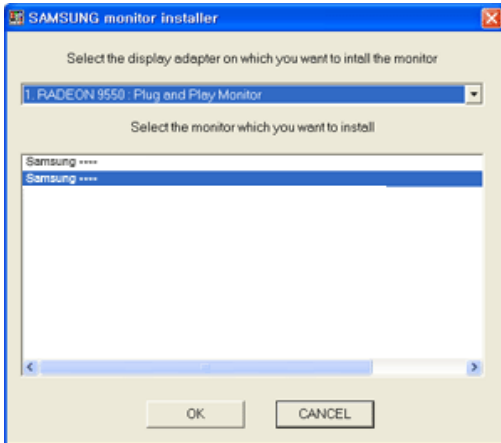 SAMSUNG monitor installer
Select the display adapter on which you want to intall the monitor
1. RADEON 9550 : Plug and Play Monitor
Select the monitor which you want to install
Samsung ----
Samsung ----
OK
CANCEL